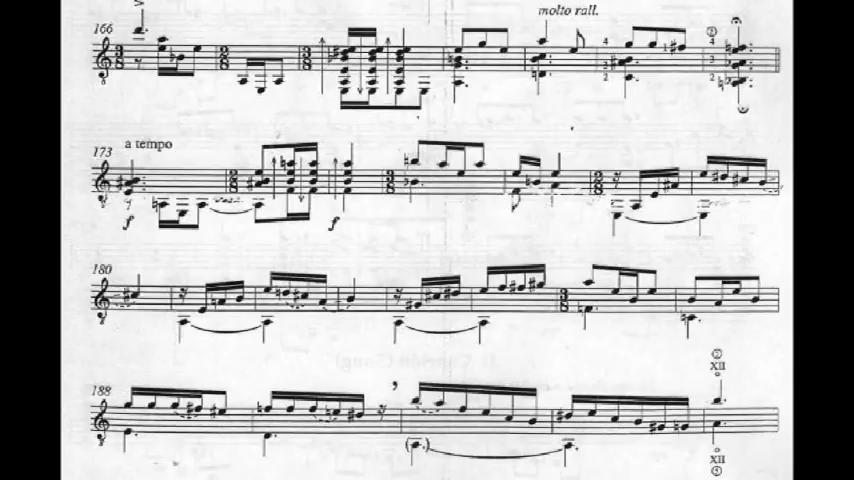 molto rall.
166
a tempo
173
f
f
180
188
XII
XII